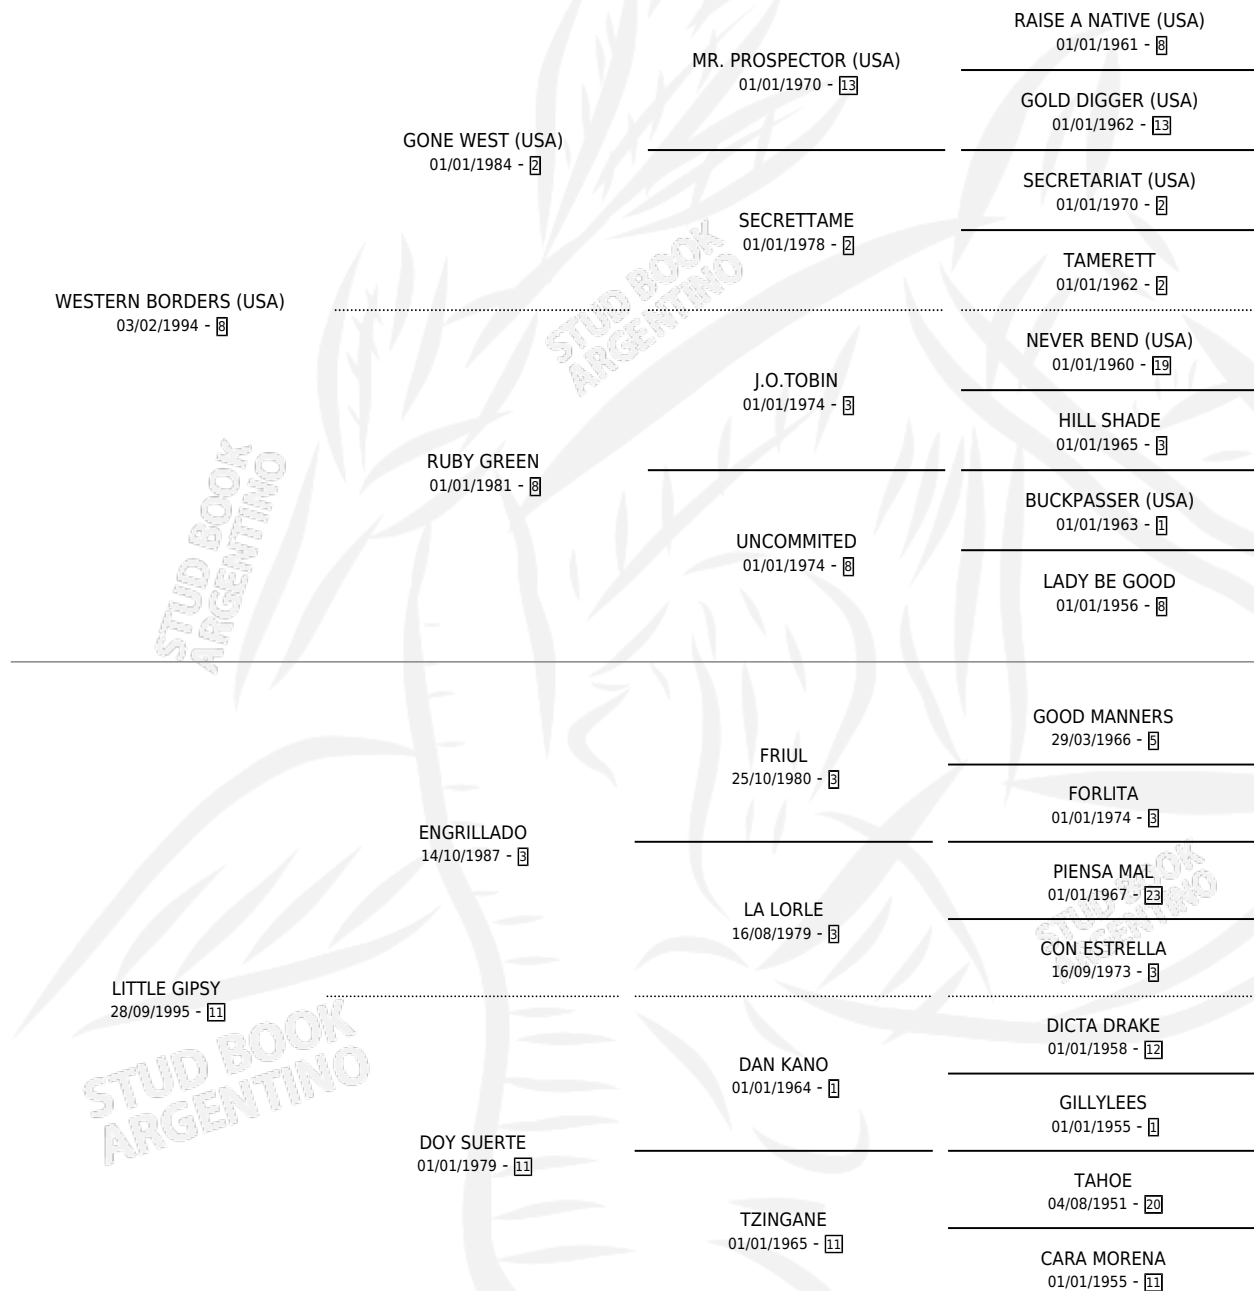 RAISE A NATIVE (USA)
01/01/1961 - 8
MR. PROSPECTOR (USA)
01/01/1970 - 13
GOLD DIGGER (USA)
01/01/1962 - 13
GONE WEST (USA)
01/01/1984 - 2
SECRETARIAT (USA)
01/01/1970 - 2
SECRETTAME
01/01/1978 - 2
TAMERETT
01/01/1962 - 2
WESTERN BORDERS (USA)
03/02/1994 - 8
NEVER BEND (USA)
01/01/1960 - 19
J.O.TOBIN
01/01/1974 - 3
HILL SHADE
01/01/1965 - 3
RUBY GREEN
01/01/1981 - 8
BUCKPASSER (USA)
01/01/1963 - 1
UNCOMMITED
01/01/1974 - 8
LADY BE GOOD
01/01/1956 - 8
GOOD MANNERS
29/03/1966 - 5
FRIUL
25/10/1980 - 3
FORLITA
01/01/1974 - 3
ENGRILLADO
14/10/1987 - 3
PIENSA MAL
01/01/1967 - 23
LA LORLE
16/08/1979 - 3
CON ESTRELLA
16/09/1973 - 3
LITTLE GIPSY
28/09/1995 - 11
DICTA DRAKE
01/01/1958 - 12
DAN KANO
01/01/1964 - 1
GILLYLEES
01/01/1955 - 1
DOY SUERTE
01/01/1979 - 11
TAHOE
04/08/1951 - 20
TZINGANE
01/01/1965 - 11
CARA MORENA
01/01/1955 - 11
STUD BOOK
ARGENTINO
STUD BOOK
ARGENTINO
STUD BOOK
ARGENTINO
STUD BOOK
ARGENTINO